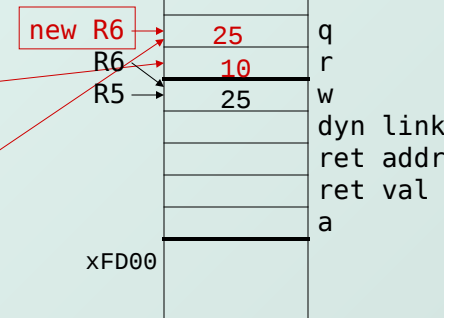 new R6 25 q
R6 10 r
R5 25 w
dyn link
ret addr
ret val
a
xFD00